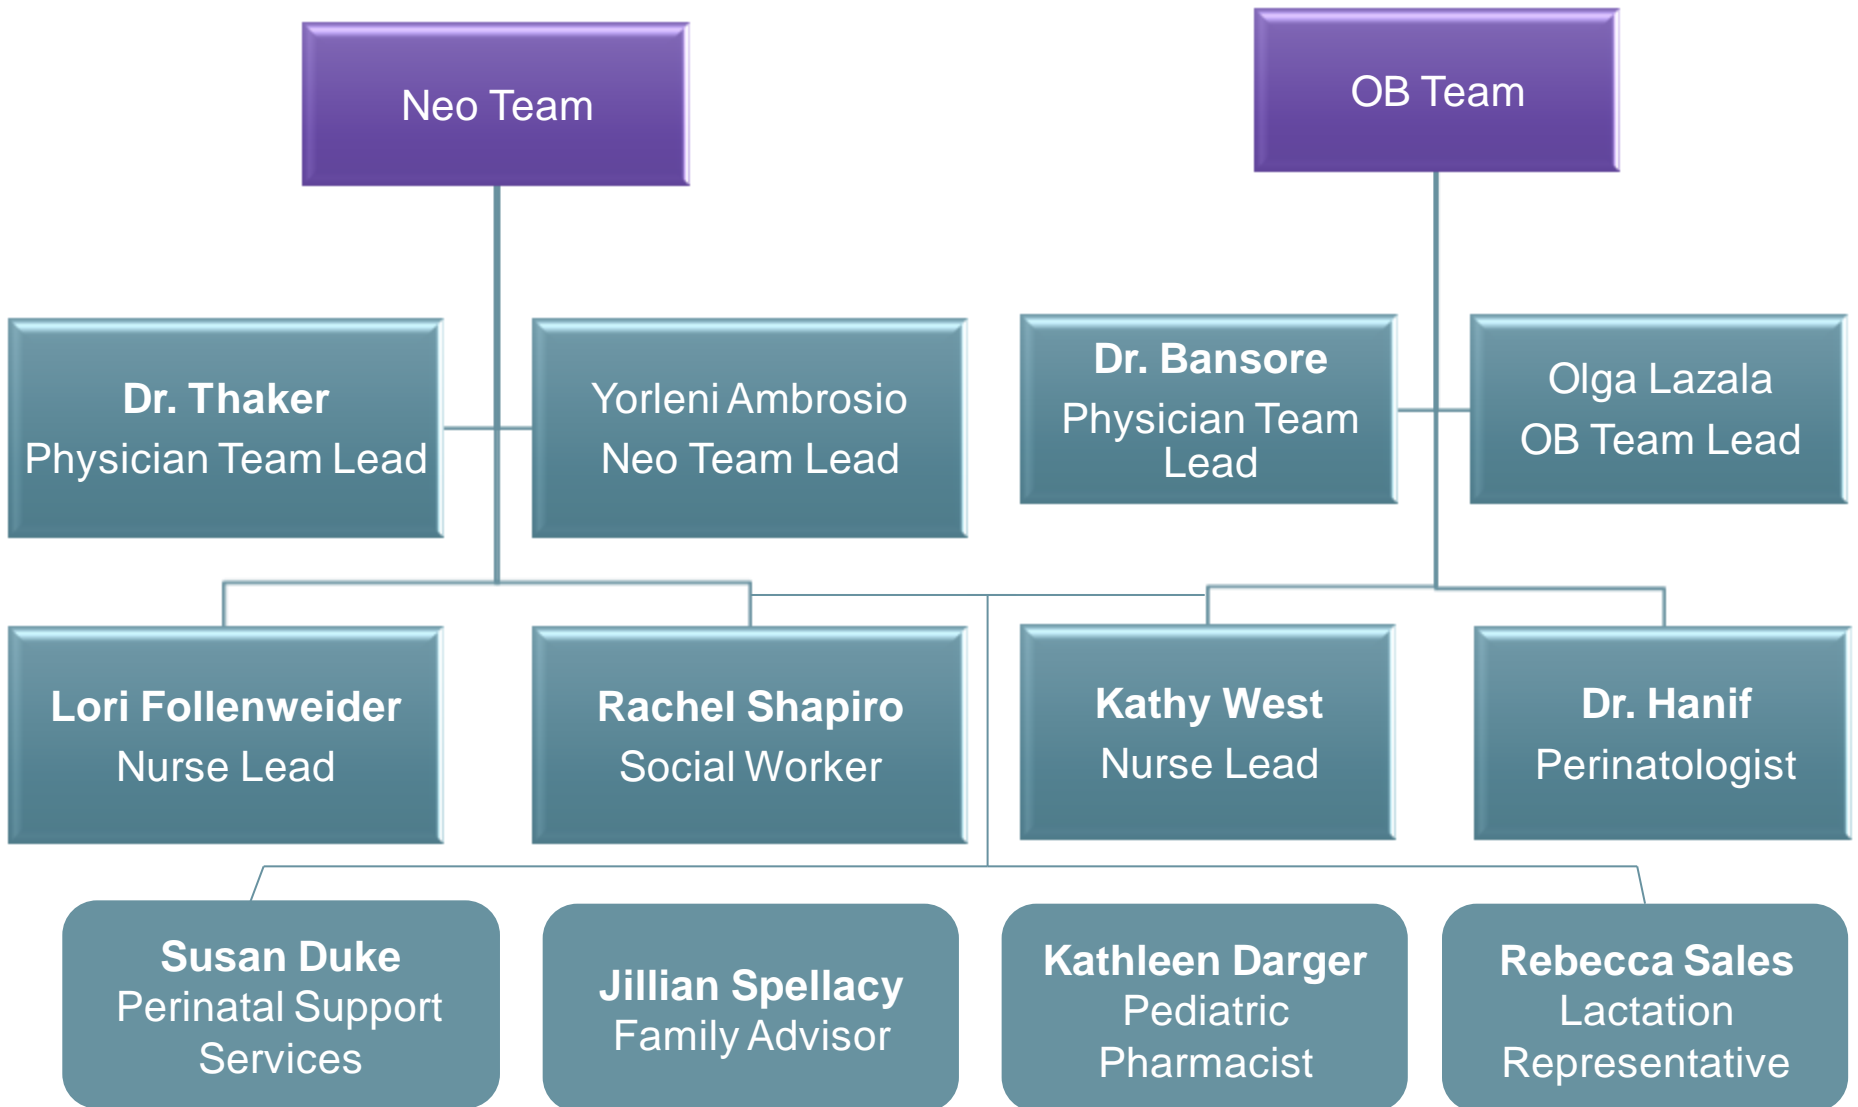 Neo Team
OB Team
Dr. Thaker
Physician Team Lead
Yorleni Ambrosio
Neo Team Lead
Dr. Bansore
Physician Team
Lead
Olga Lazala
OB Team Lead
Lori Follenweider
Nurse Lead
Rachel Shapiro
Social Worker
Kathy West
Nurse Lead
Dr. Hanif
Perinatologist
Susan Duke
Perinatal Support
Services
Jillian Spellacy
Family Advisor
Kathleen Darger
Pediatric
Pharmacist
Rebecca Sales
Lactation
Representative